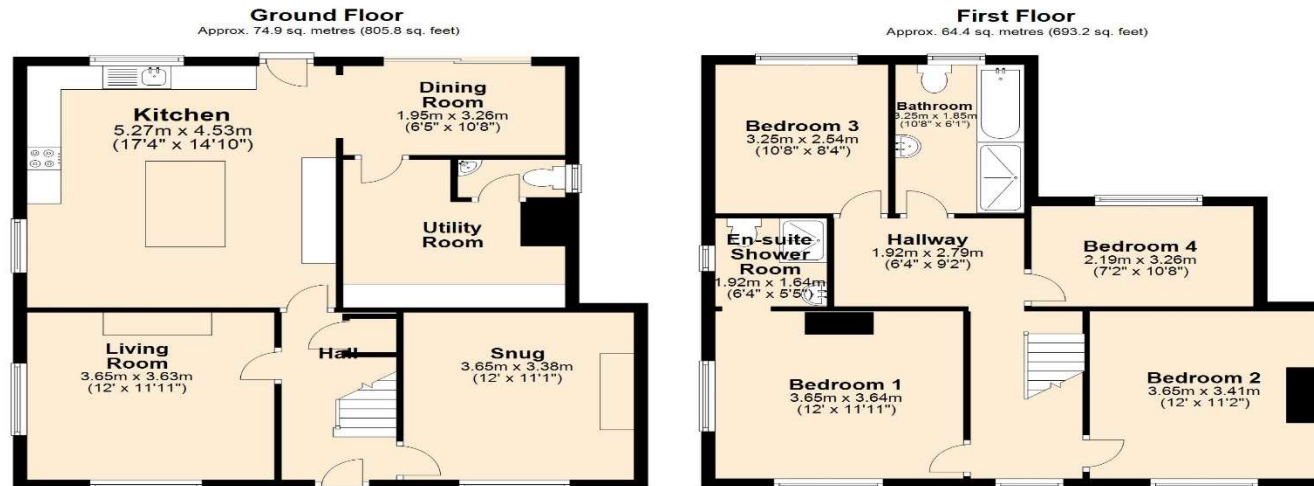 Ground Floor
Approx. 74.9 sq. metres (805.8 sq. feet)
Kitchen
5.27m x 4.53m
(17'4" x 14'10")
Dining
Room
1.95m x 3.26m
(6'5" x 10'8")
Utility
Room
Living
Room
3.65m x 3.63m
(12' x 11'11")
Hall
Snug
3.65m x 3.38m
(12' x 11'1")
First Floor
Approx. 64.4 sq. metres (693.2 sq. feet)
Bedroom 3
3.25m x 2.54m
(10'8" x 8'4")
Bathroom
3.25m x 1.85m
(10'8" x 6'1")
En-suite
Shower
Room
1.92m x 1.64m
(6'4" x 5'5")
Hallway
1.92m x 2.79m
(6'4" x 9'2")
Bedroom 4
2.19m x 3.26m
(7'2" x 10'8")
Bedroom 1
3.65m x 3.64m
(12' x 11'11")
Bedroom 2
3.65m x 3.41m
(12' x 11'2")